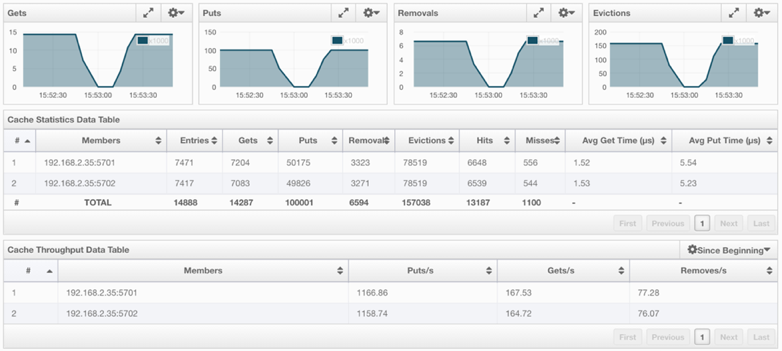 Gets Puts Removals Evictions
15 150 8 200
x1000 x1000 x1000 x1000
10 100 6 150
4 100
5 50 2 50
0 0 0 0
15:52:30 15:53:00 15:53:30 15:52:30 15:53:00 15:53:30 15:52:30 15:53:00 15:53:30 15:52:30 15:53:00 15:53:30
Cache Statistics Data Table
# Members Entries Gets Puts Removals Evictions Hits Misses Avg Get Time (µs) Avg Put Time (µs)
1 192.168.2.35:5701 7471 7204 50175 3323 78519 6648 556 1.52 5.54
2 192.168.2.35:5702 7417 7083 49826 3271 78519 6539 544 1.53 5.23
# TOTAL 14888 14287 100001 6594 157038 13187 1100 - -
First Previous 1 Next Last
Cache Throughput Data Table Since Beginning
# Members Puts/s Gets/s Removes/s
1 192.168.2.35:5701 1166.86 167.53 77.28
2 192.168.2.35:5702 1158.74 164.72 76.07
First Previous 1 Next Last